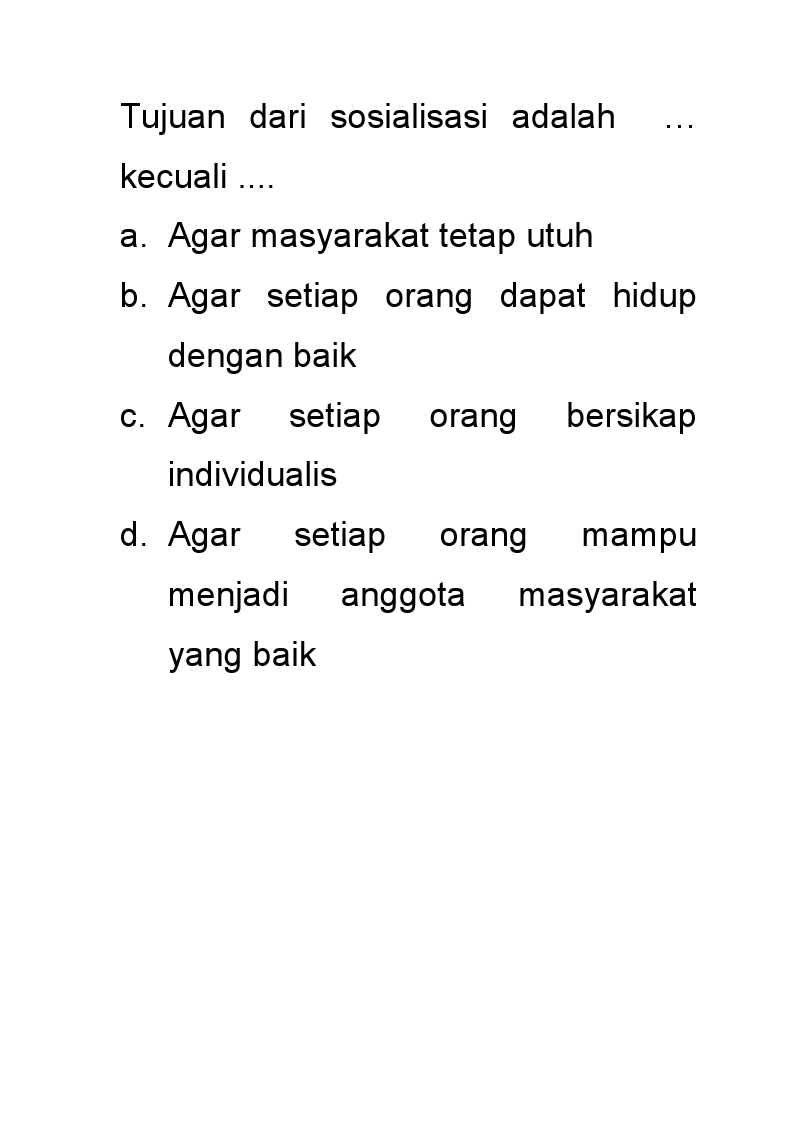 Tujuan dari sosialisasi adalah …
kecuali ....
a. Agar masyarakat tetap utuh
b. Agar setiap orang dapat hidup
dengan baik
c. Agar setiap orang bersikap
individualis
d. Agar setiap orang mampu
menjadi anggota masyarakat
yang baik